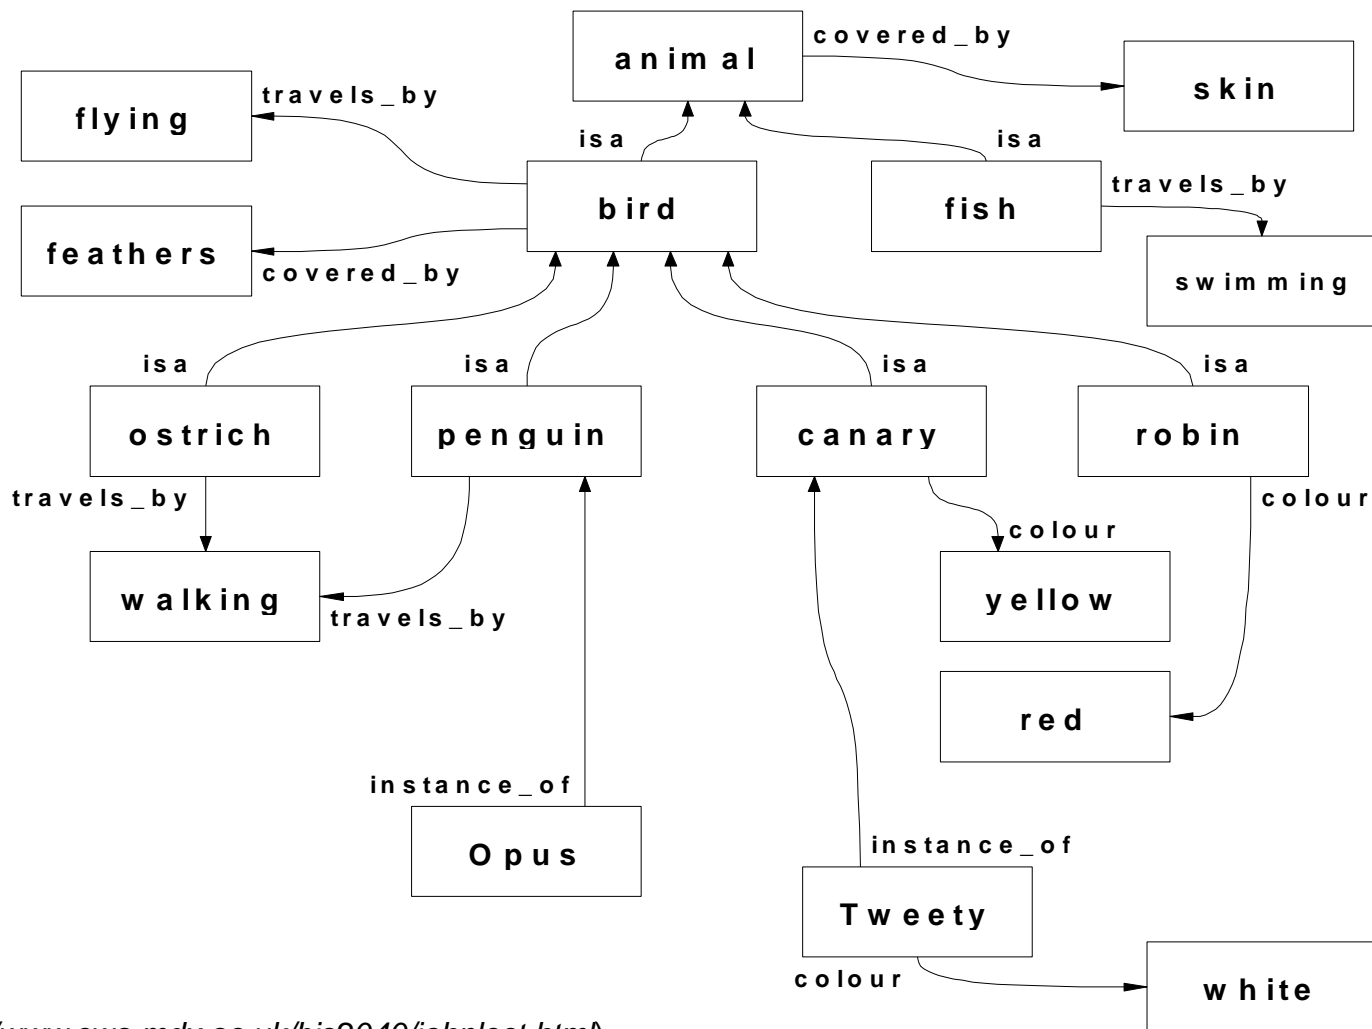 animal
covered_by
skin
flying
travels_by
isa
isa
bird
fish
travels_by
feathers
covered_by
swimming
isa
isa
isa
isa
ostrich
penguin
canary
robin
travels_by
colour
colour
walking
travels_by
yellow
red
instance_of
Opus
instance_of
Tweety
colour
white